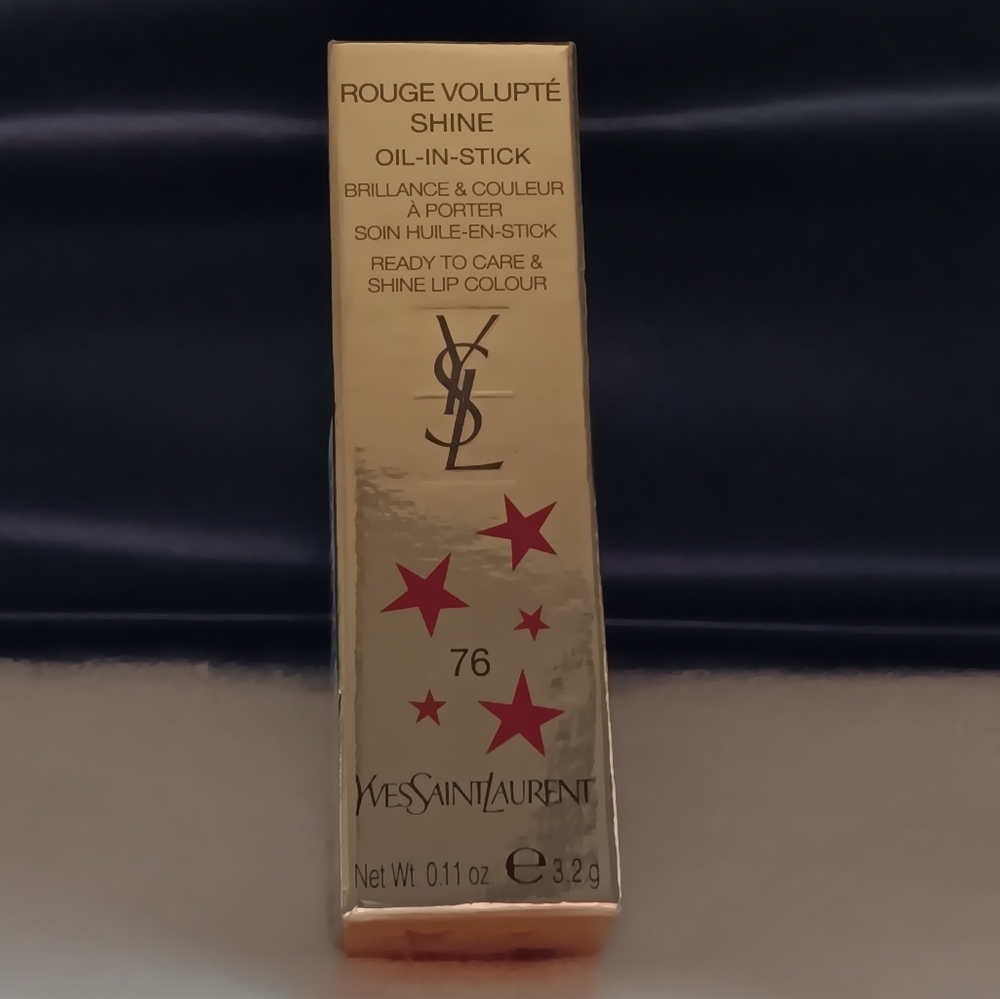 ROUGE VOLUPTÉ
SHINE
OIL-IN-STICK
BRILLANCE & COULEUR
À PORTER
SOIN HUILE-EN-STICK
READY TO CARE &
SHINE LIP COLOUR
YSL
76
YVESSAINTLAURENT
Net Wt. 0.11 oz. e 3.2 g